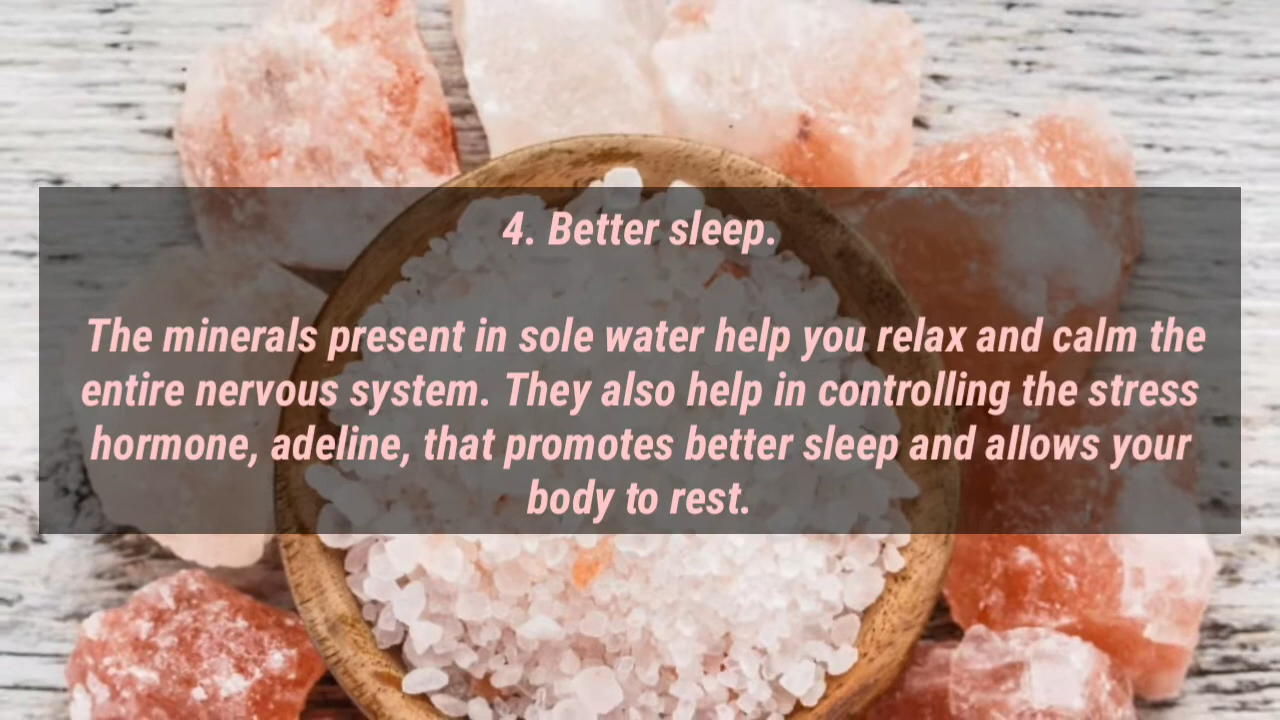 4. Better sleep.
The minerals present in sole water help you relax and calm the
entire nervous system. They also help in controlling the stress
hormone, adeline, that promotes better sleep and allows your
body to rest.